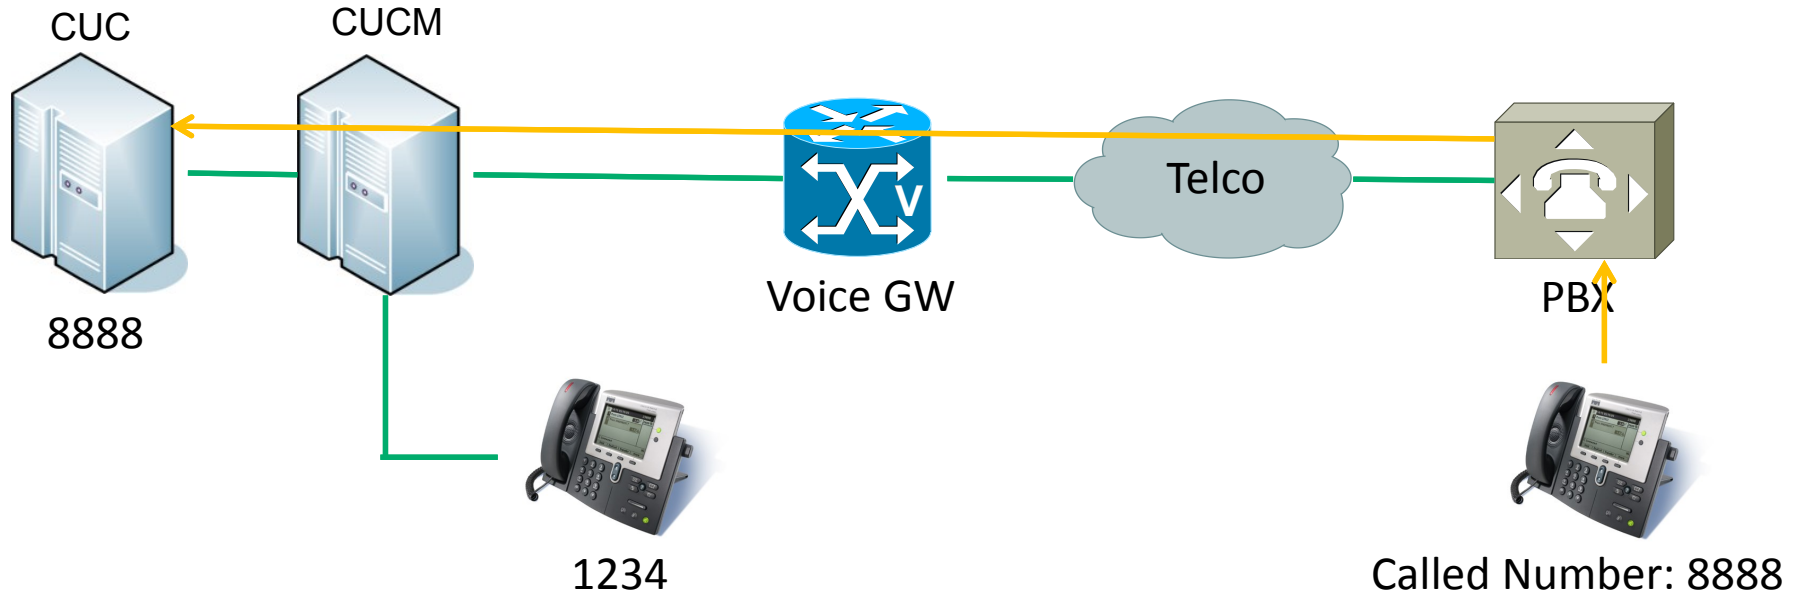 CUC
CUCM
Telco
V
Voice GW
PBX
8888
1234
Called Number: 8888